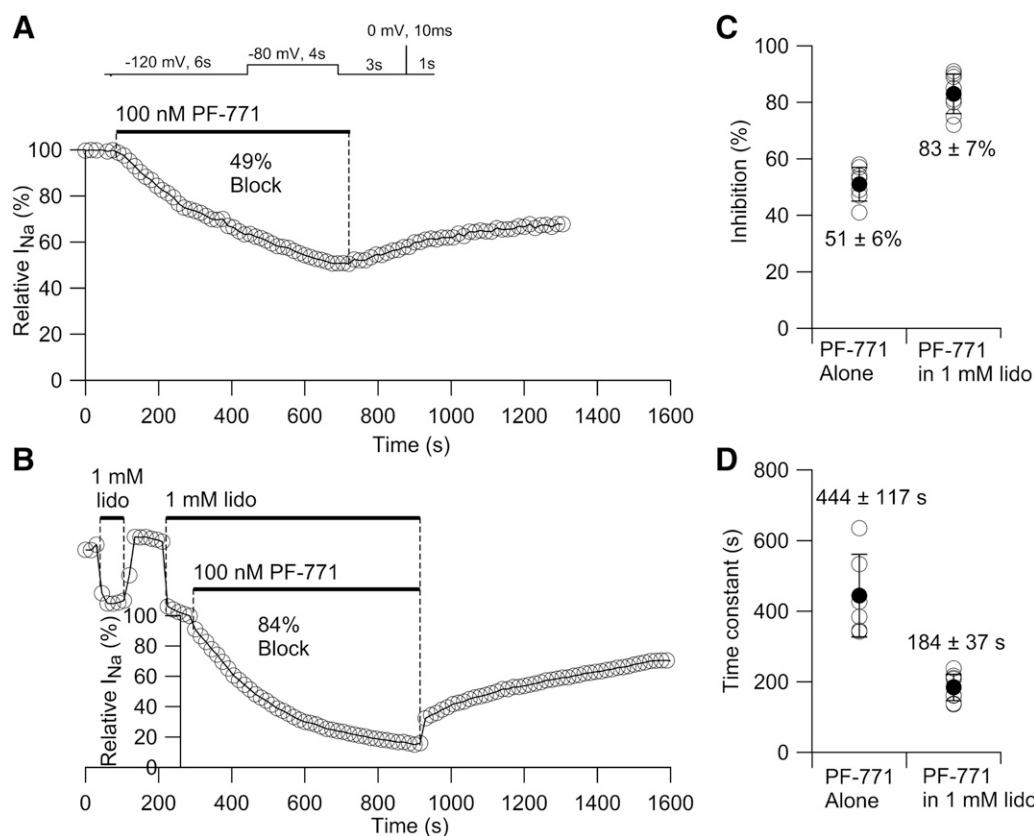 A
0 mV, 10ms
-120 mV, 6s
-80 mV, 4s
3s
1s
100 nM PF-771
49%
Block
Relative INa (%)
100
80
60
40
20
0
0 200 400 600 800 1000 1200 1400 1600
Time (s)
B
1 mM
lido
1 mM lido
100 nM PF-771
84%
Block
Relative INa (%)
100
80
60
40
20
0
0 200 400 600 800 1000 1200 1400 1600
Time (s)
C
Inhibition (%)
100
80
60
40
20
0
83 ± 7%
51 ± 6%
PF-771
Alone
PF-771
in 1 mM lido
D
Time constant (s)
800
600
400
200
0
444 ± 117 s
184 ± 37 s
PF-771
Alone
PF-771
in 1 mM lido